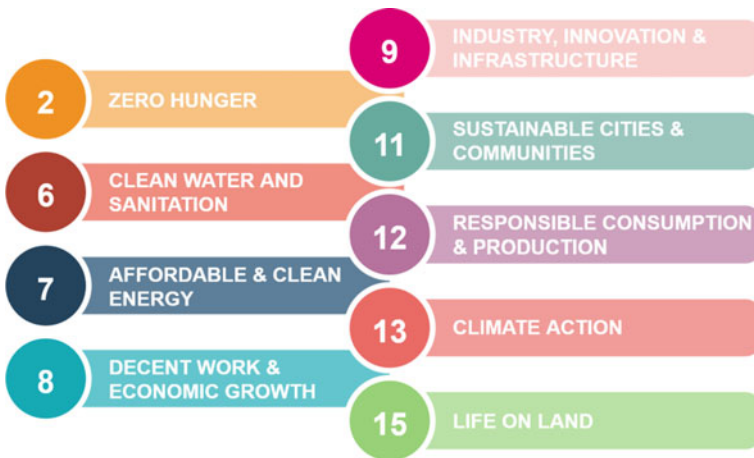 2
ZERO HUNGER
6
CLEAN WATER AND
SANITATION
7
AFFORDABLE & CLEAN
ENERGY
8
DECENT WORK &
ECONOMIC GROWTH
9
INDUSTRY, INNOVATION &
INFRASTRUCTURE
11
SUSTAINABLE CITIES &
COMMUNITIES
12
RESPONSIBLE CONSUMPTION
& PRODUCTION
13
CLIMATE ACTION
15
LIFE ON LAND